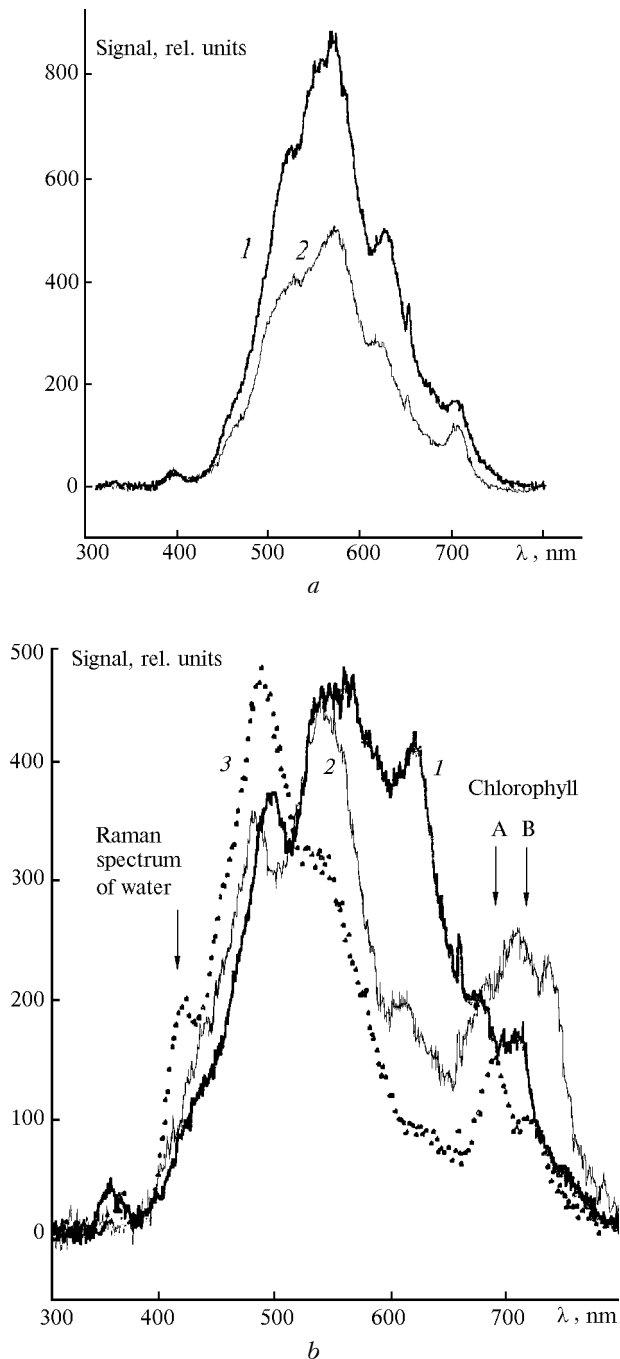 Signal, rel. units
800
600
1
2
400
200
0
300 400 500 600 700 λ , nm
a
500
Signal, rel. units
3
2
1
400
Chlorophyll
A B
Raman
spectrum
of water
300
200
100
0
300 400 500 600 700 λ , nm
b